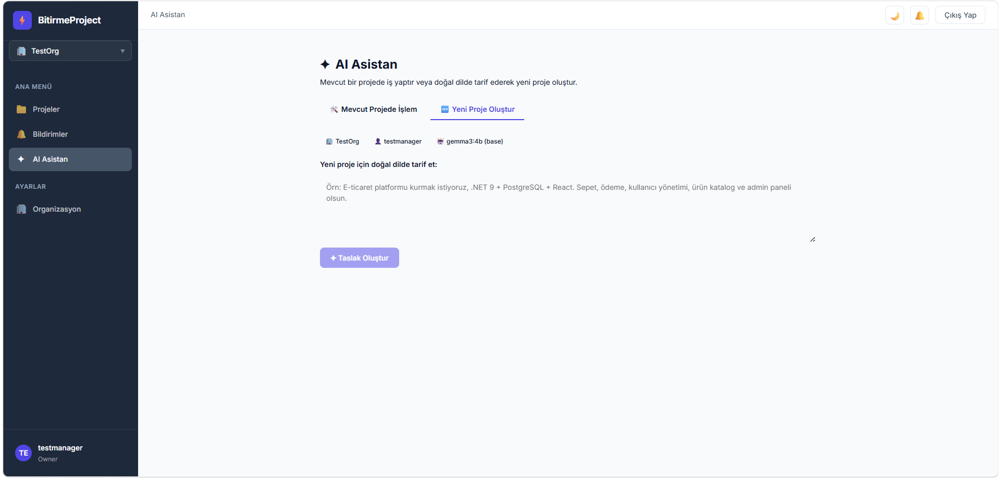 BitirmeProject
TestOrg
ANA MENÜ
Projeler
Bildirimler
AI Asistan
AYARLAR
Organizasyon
testmanager
TE
Owner
AI Asistan
Çıkış Yap
AI Asistan
Mevcut bir projede iş yaptır veya doğal dilde tarif ederek yeni proje oluştur.
Mevcut Projede İşlem
NEW Yeni Proje Oluştur
TestOrg testmanager gemma3:4b (base)
Yeni proje için doğal dilde tarif et:
Örn: E-ticaret platformu kurmak istiyoruz, .NET 9 + PostgreSQL + React. Sepet, ödeme, kullanıcı yönetimi, ürün katalog ve admin paneli
olsun.
Taslak Oluştur